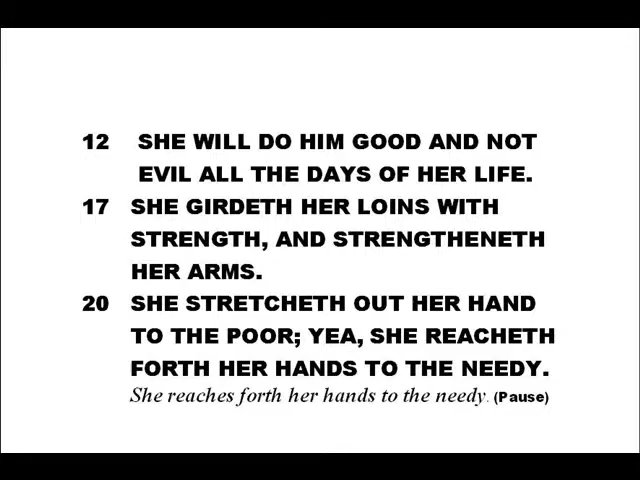 12 SHE WILL DO HIM GOOD AND NOT
EVIL ALL THE DAYS OF HER LIFE.
17 SHE GIRDETH HER LOINS WITH
STRENGTH, AND STRENGTHENETH
HER ARMS.
20 SHE STRETCHETH OUT HER HAND
TO THE POOR; YEA, SHE REACHETH
FORTH HER HANDS TO THE NEEDY.
She reaches forth her hands to the needy. (Pause)